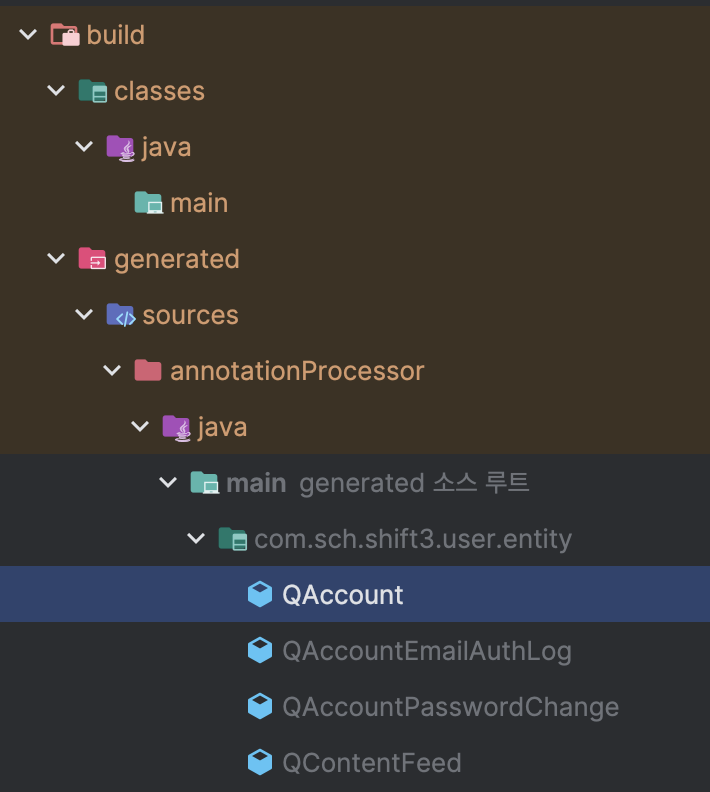 build
classes
java
main
generated
sources
annotationProcessor
java
main generated 소스 루트
com.sch.shift3.user.entity
QAccount
QAccountEmailAuthLog
QAccountPasswordChange
QContentFeed